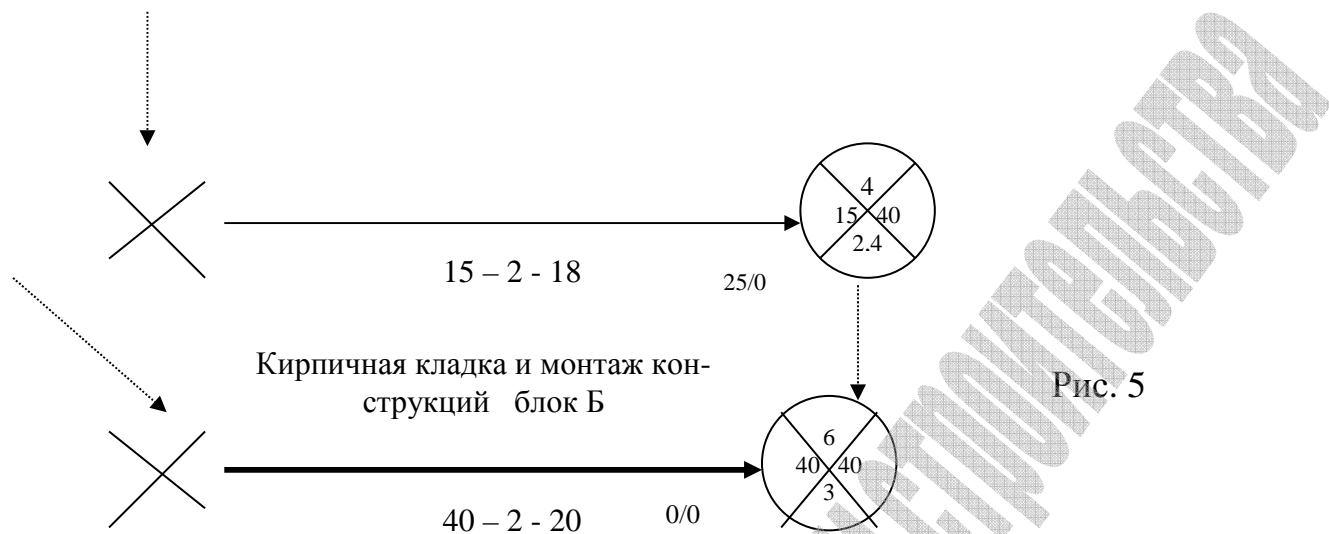 4
15 40
2.4
15 – 2 - 18
25/0
Кирпичная кладка и монтаж кон-
струкций блок Б
Рис. 5
6
40 40
3
40 – 2 - 20
0/0
строительства